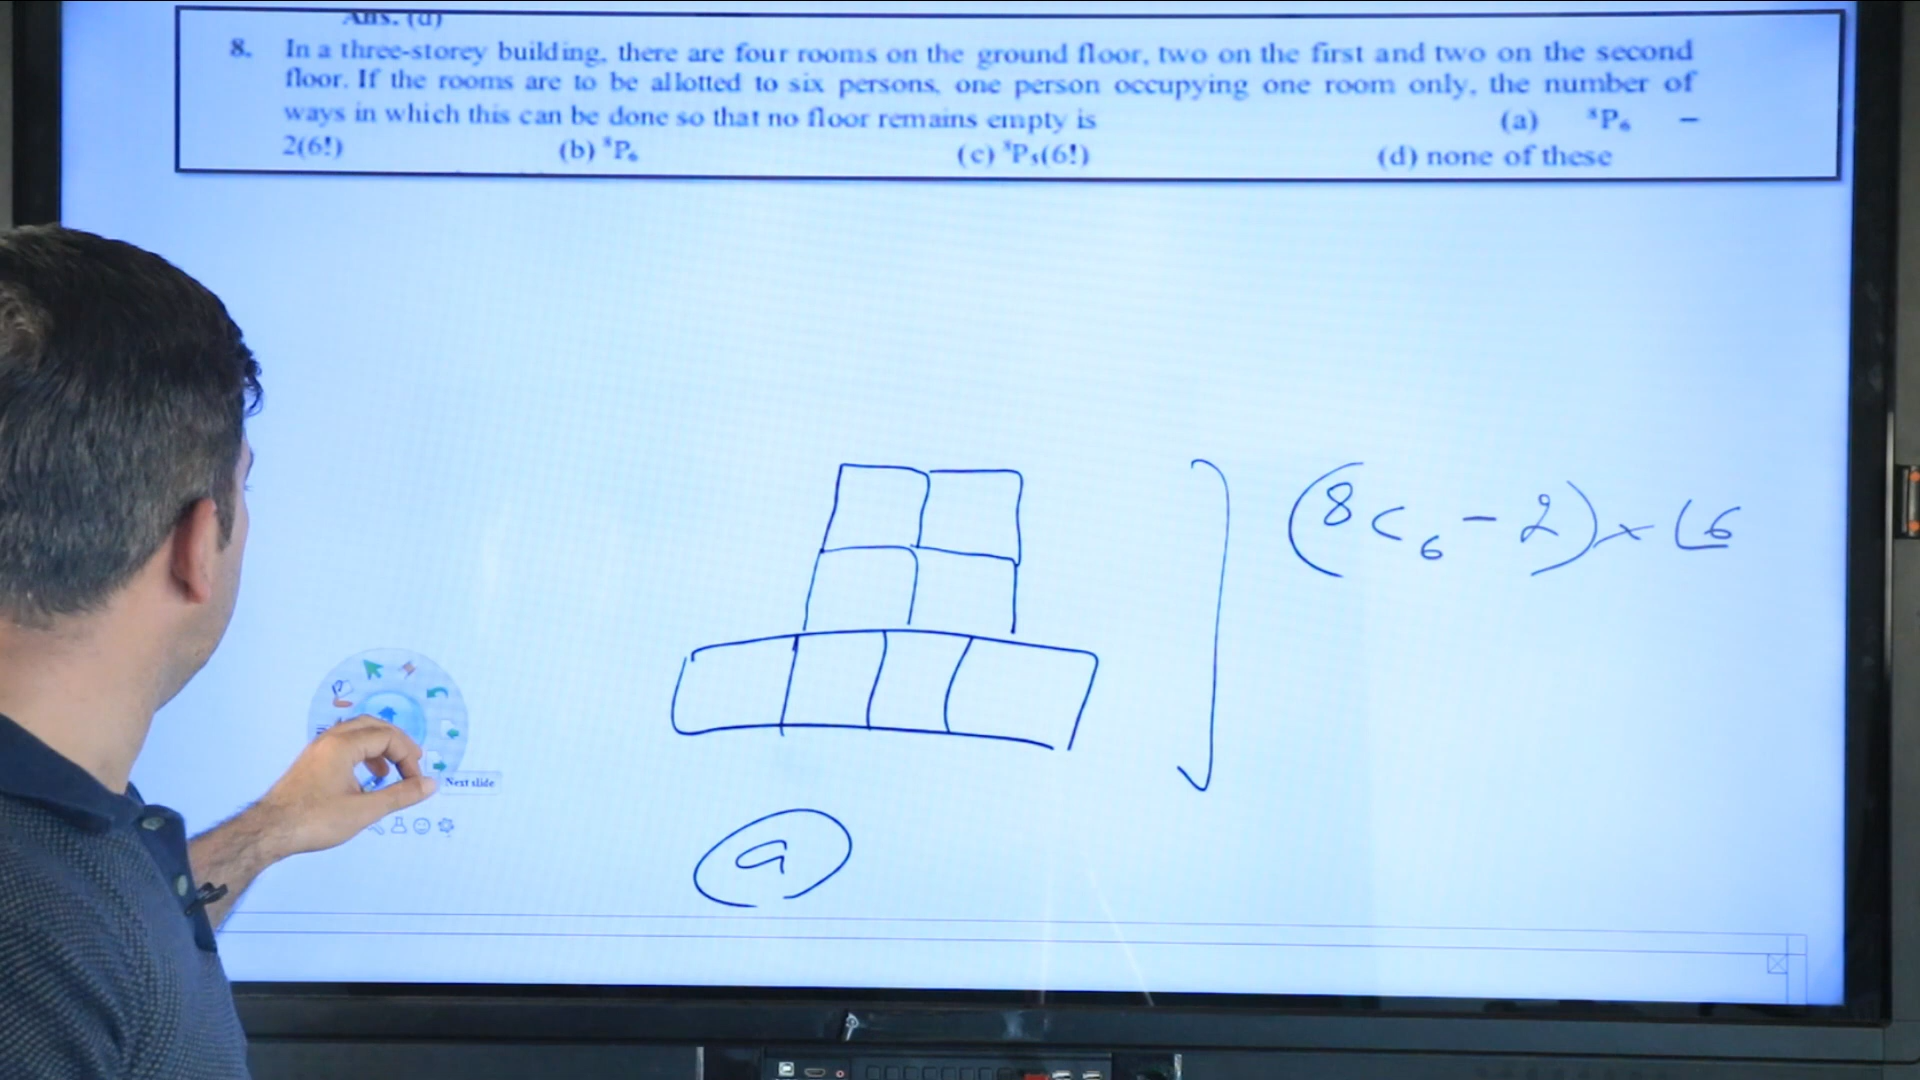 Ans. (d)
8. In a three-storey building, there are four rooms on the ground floor, two on the first and two on the second
floor. If the rooms are to be allotted to six persons, one person occupying one room only, the number of
ways in which this can be done so that no floor remains empty is (a) ⁸P₆ –
2(6!) (b) ⁸P₆ (c) ⁸P₅(6!) (d) none of these
(⁸C₆ - 2) × ⌊6
Next slide
a